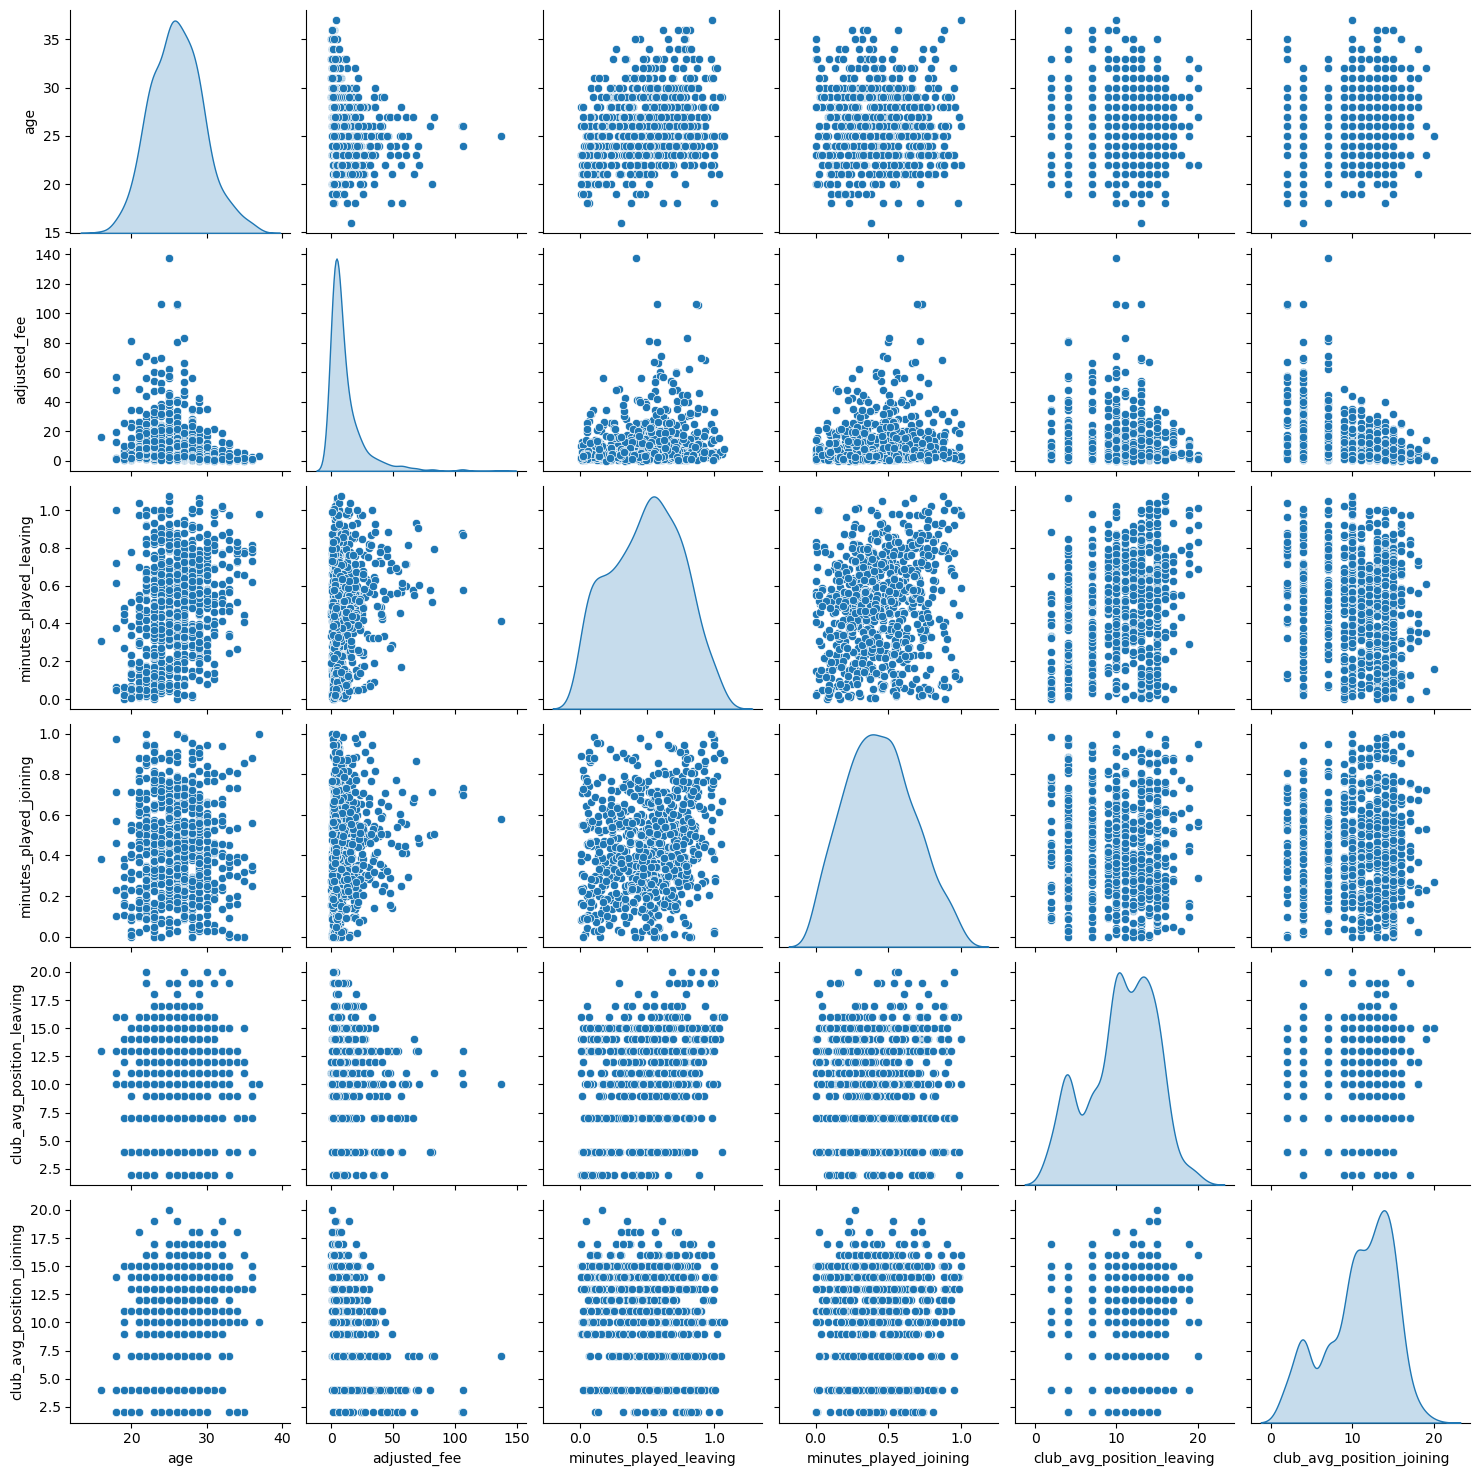 35
30
25
20
15
age
140
120
100
80
60
40
20
0
adjusted_fee
1.0
0.8
0.6
0.4
0.2
0.0
minutes_played_leaving
1.0
0.8
0.6
0.4
0.2
0.0
minutes_played_joining
20.0
17.5
15.0
12.5
10.0
7.5
5.0
2.5
club_avg_position_leaving
20.0
17.5
15.0
12.5
10.0
7.5
5.0
2.5
club_avg_position_joining
20 30 40
age
0 50 100 150
adjusted_fee
0.0 0.5 1.0
minutes_played_leaving
0.0 0.5 1.0
minutes_played_joining
0 10 20
club_avg_position_leaving
0 10 20
club_avg_position_joining